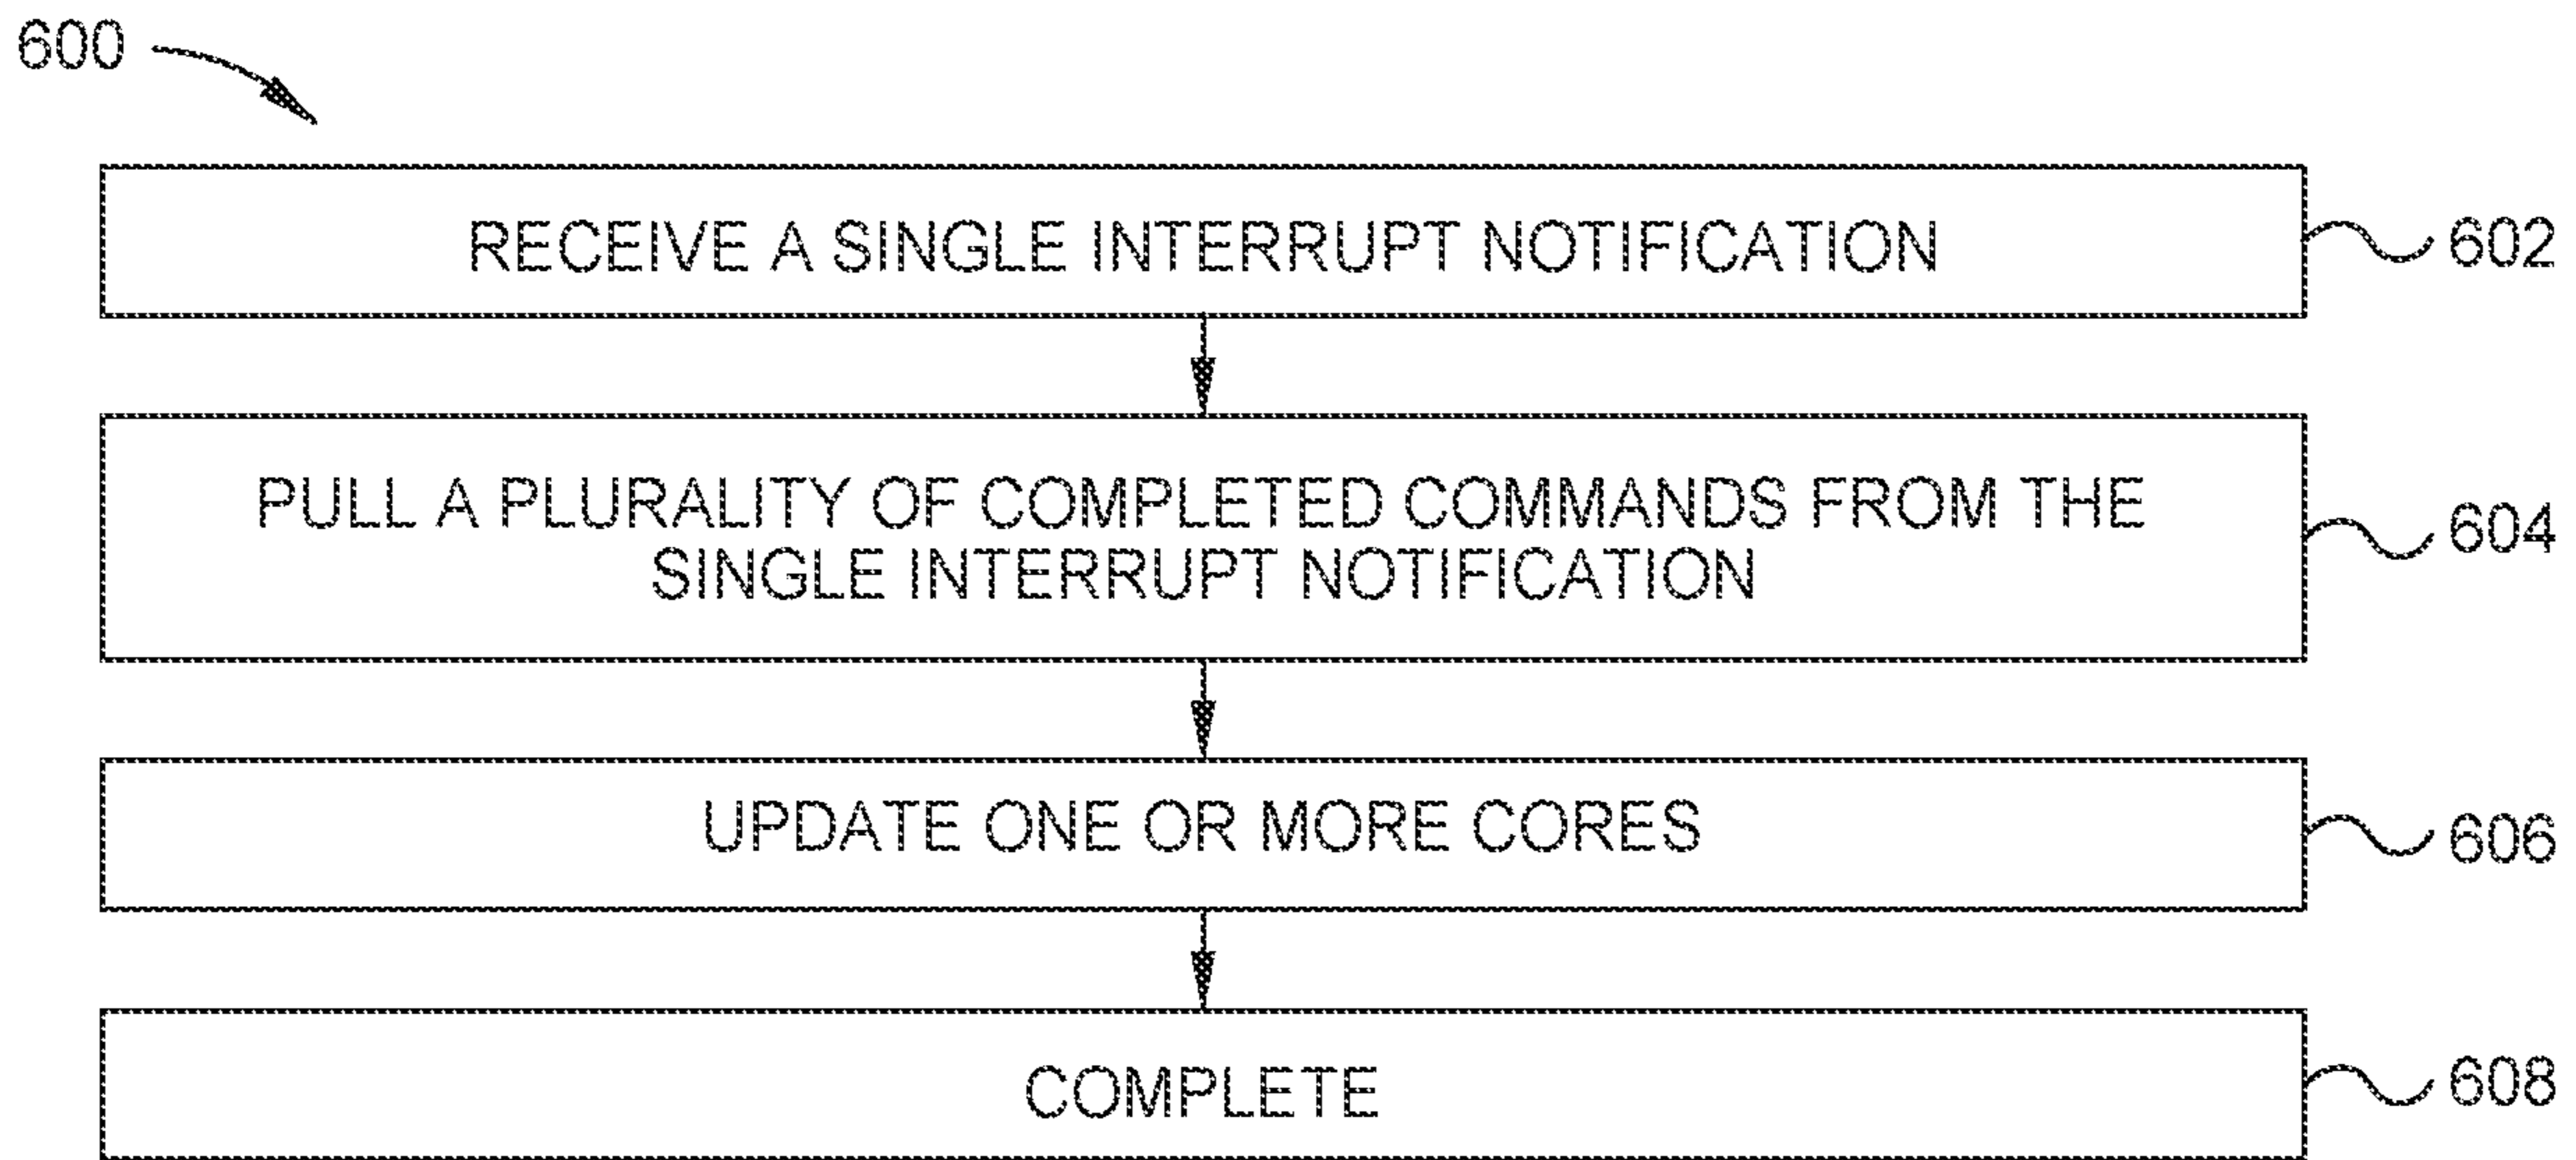 600
RECEIVE A SINGLE INTERRUPT NOTIFICATION
602
PULL A PLURALITY OF COMPLETED COMMANDS FROM THE
SINGLE INTERRUPT NOTIFICATION
604
UPDATE ONE OR MORE CORES
606
COMPLETE
608